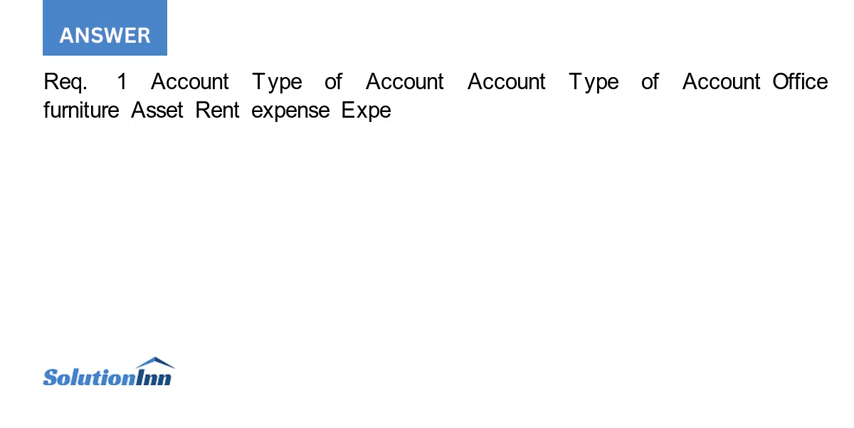 ANSWER
Req. 1 Account Type of Account Account Type of Account Office
furniture Asset Rent expense Expe
SolutionInn